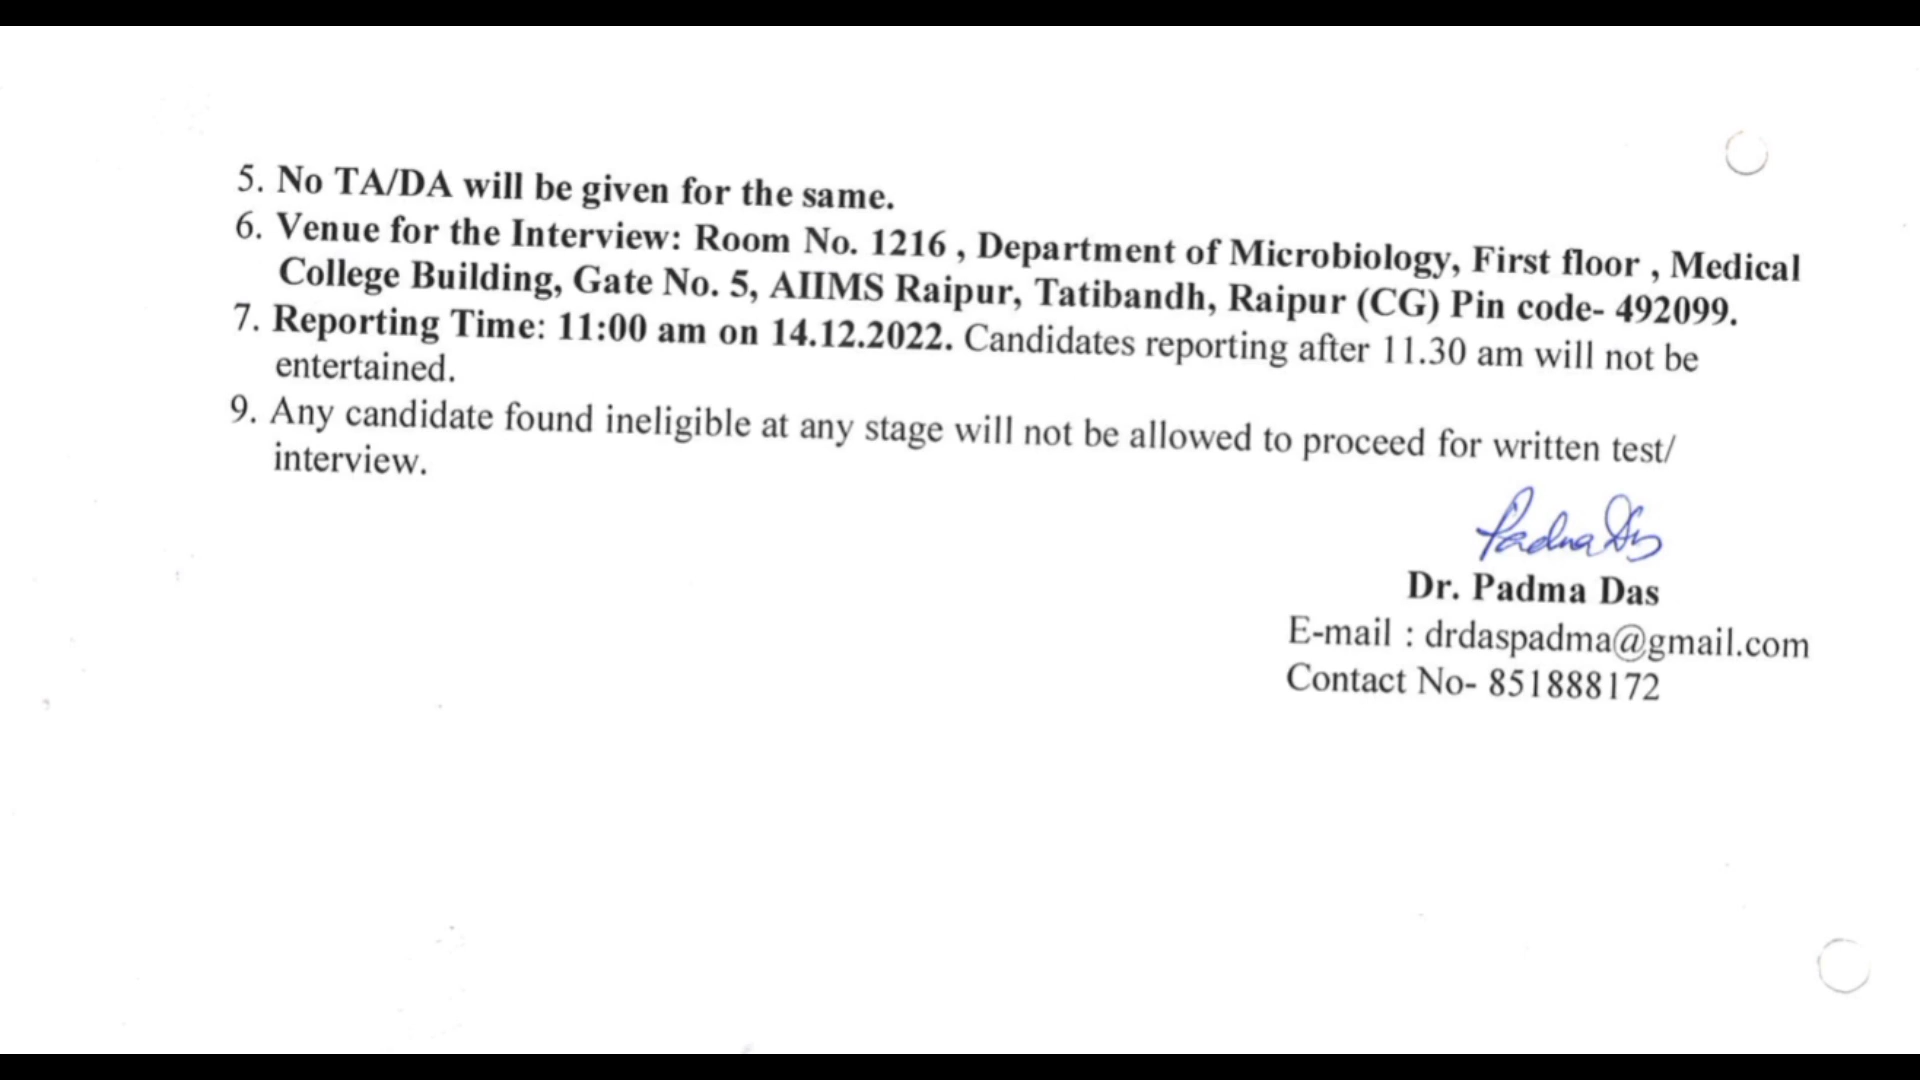 5. No TA/DA will be given for the same.
6. Venue for the Interview: Room No. 1216 , Department of Microbiology, First floor , Medical
College Building, Gate No. 5, AIIMS Raipur, Tatibandh, Raipur (CG) Pin code- 492099.
7. Reporting Time: 11:00 am on 14.12.2022. Candidates reporting after 11.30 am will not be
entertained.
9. Any candidate found ineligible at any stage will not be allowed to proceed for written test/
interview.
Padma Das
Dr. Padma Das
E-mail : drdaspadma@gmail.com
Contact No- 851888172